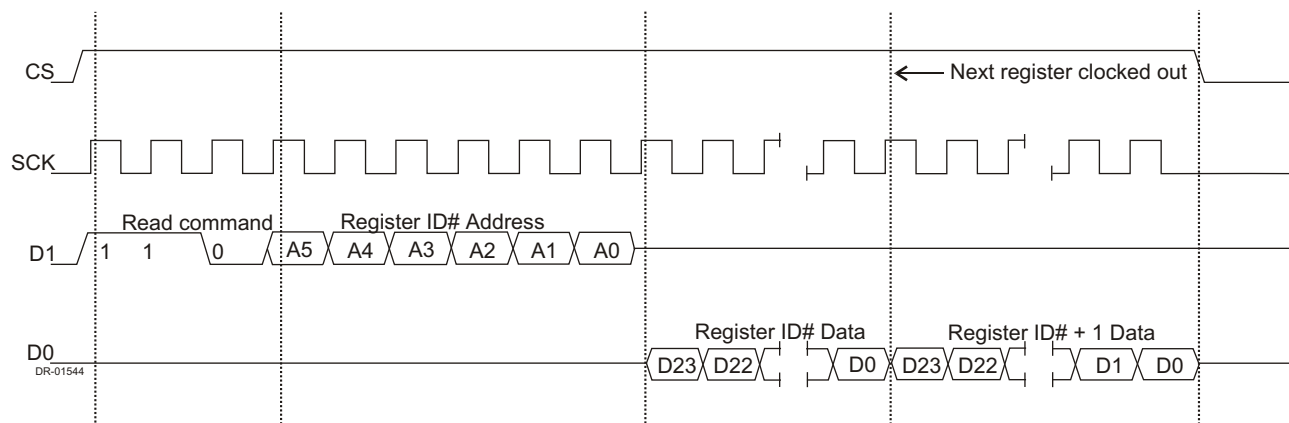 CS
Next register clocked out
SCK
Read command
Register ID# Address
D1
1 1 0 A5 A4 A3 A2 A1 A0
Register ID# Data
Register ID# + 1 Data
D0
DR-01544
D23 D22 D0 D23 D22 D1 D0